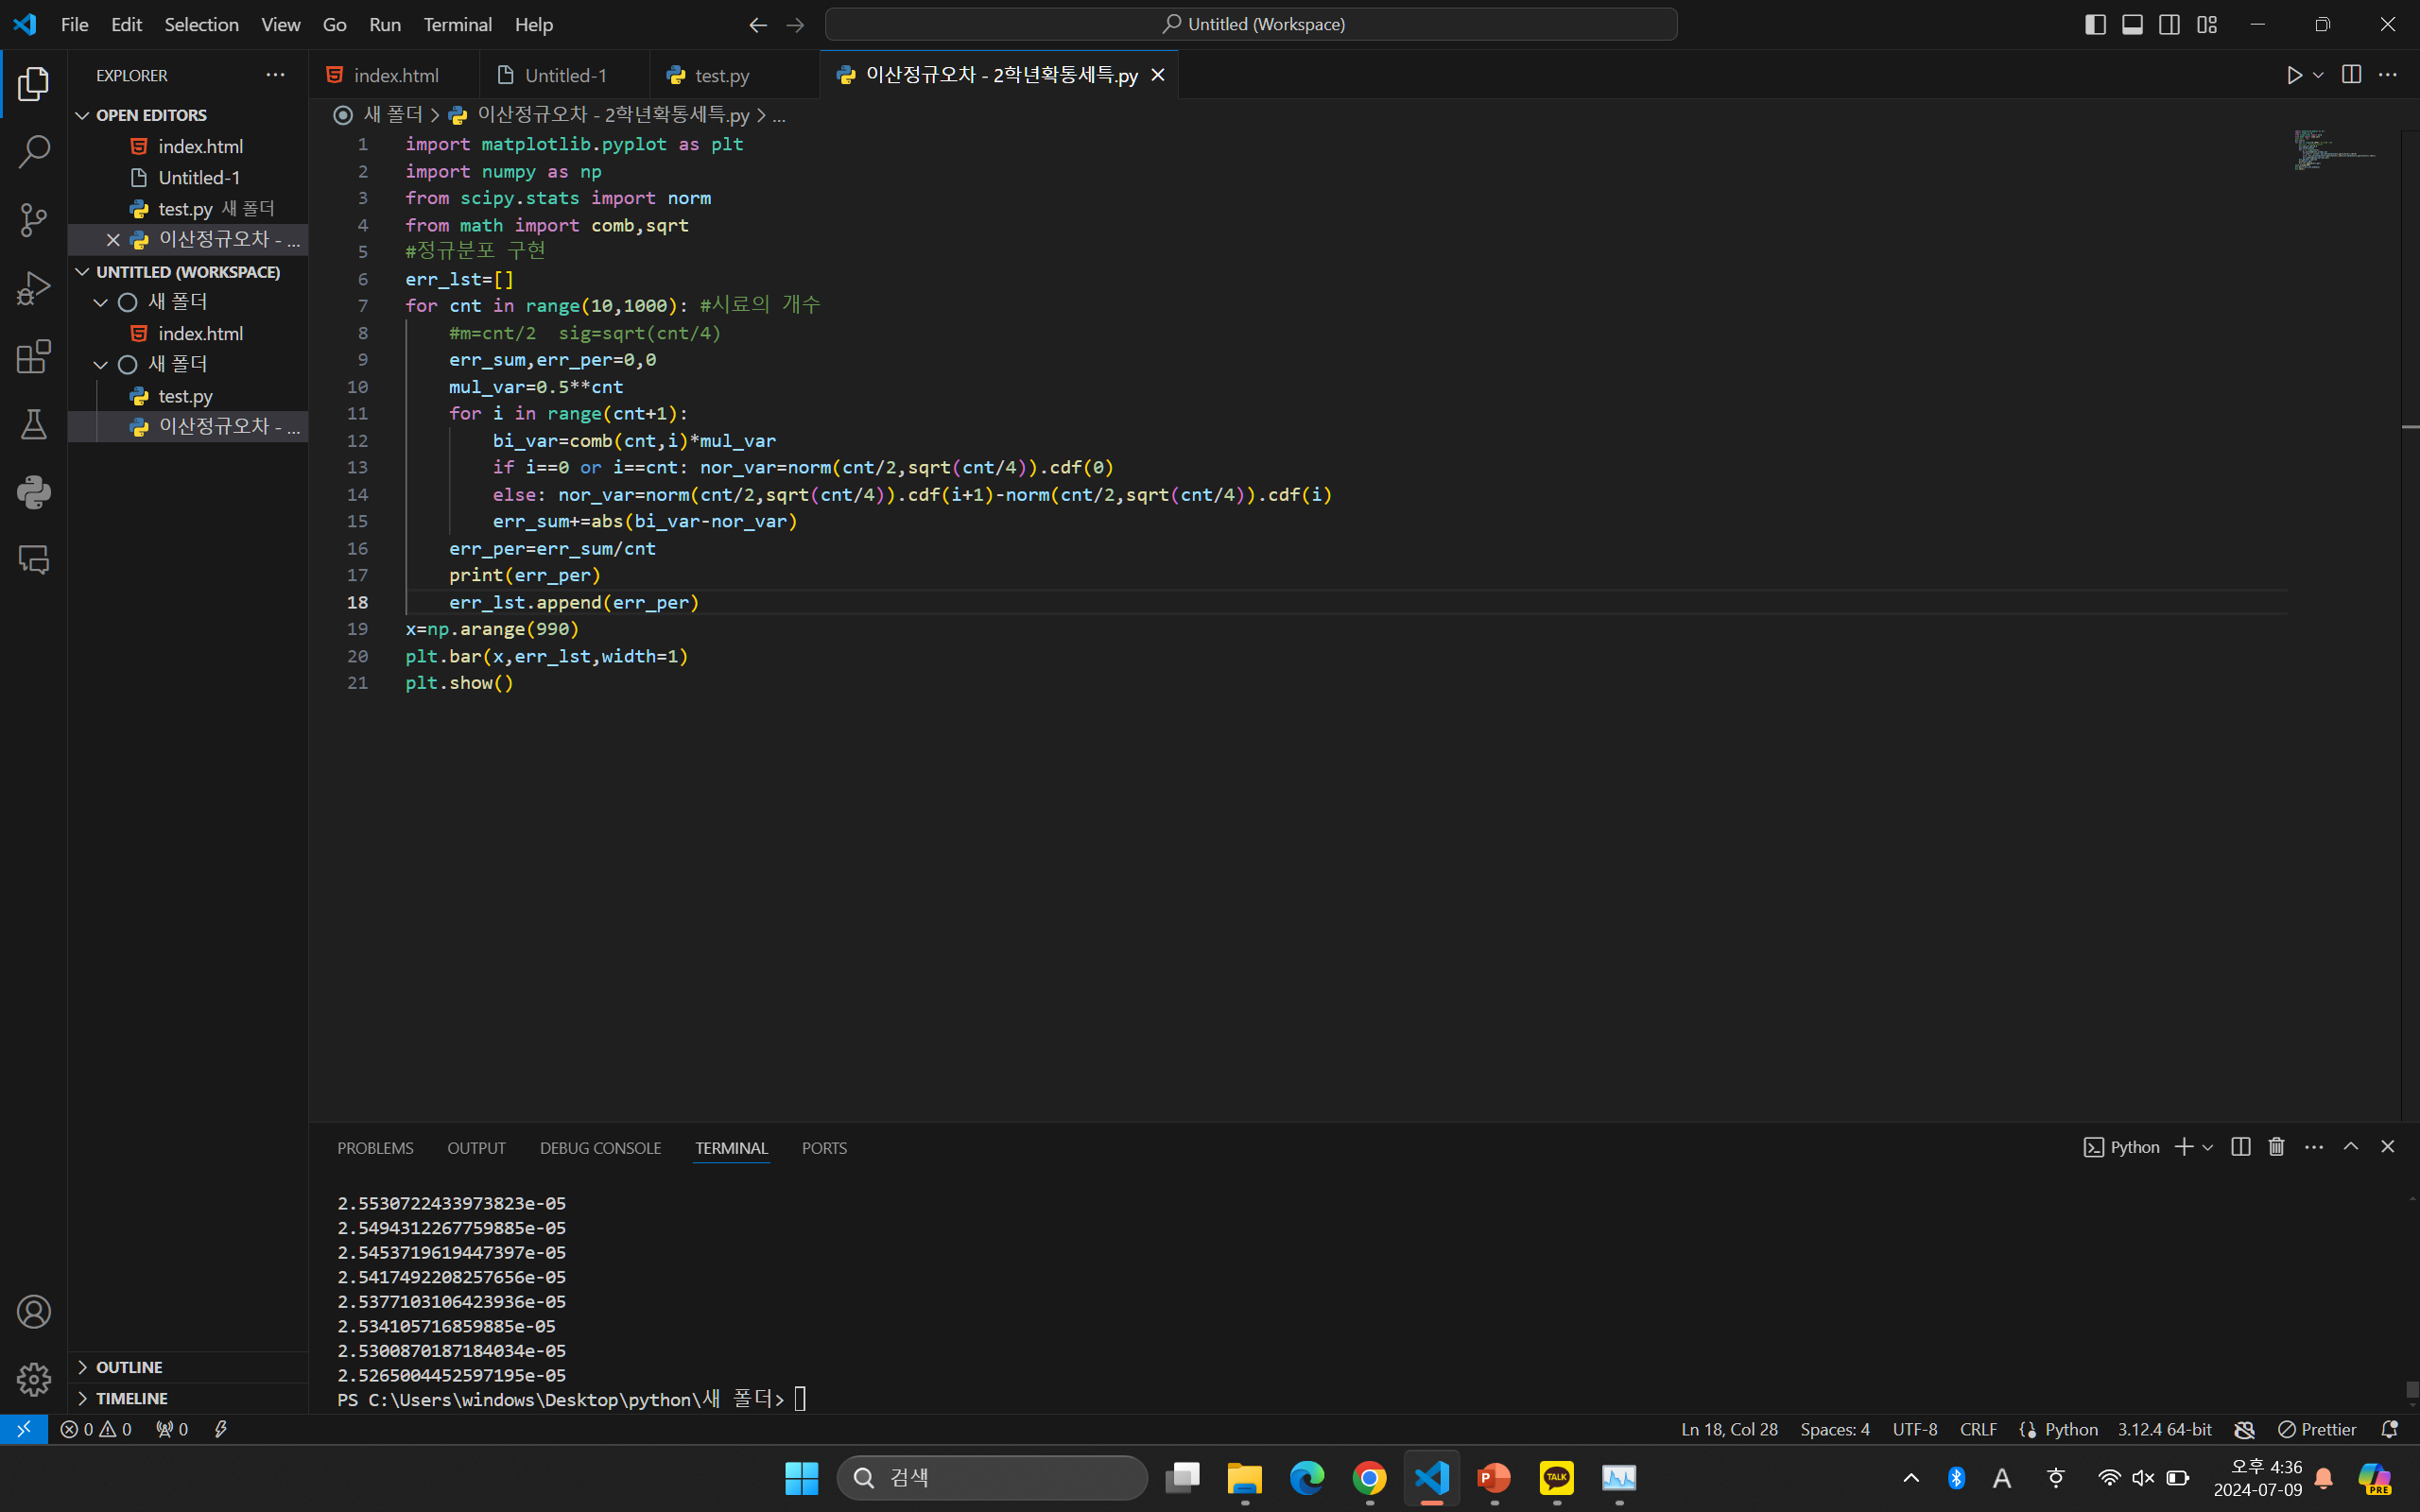 File Edit Selection View Go Run Terminal Help
Untitled (Workspace)
EXPLORER
OPEN EDITORS
index.html
Untitled-1
test.py 새 폴더
이산정규오차 - ...
UNTITLED (WORKSPACE)
새 폴더
index.html
새 폴더
test.py
이산정규오차 - ...
OUTLINE
TIMELINE
index.html Untitled-1 test.py 이산정규오차 - 2학년확통세특.py
새 폴더 > 이산정규오차 - 2학년확통세특.py > ...
1 import matplotlib.pyplot as plt
2 import numpy as np
3 from scipy.stats import norm
4 from math import comb,sqrt
5 #정규분포 구현
6 err_lst=[]
7 for cnt in range(10,1000): #시료의 개수
8     #m=cnt/2  sig=sqrt(cnt/4)
9     err_sum,err_per=0,0
10     mul_var=0.5**cnt
11     for i in range(cnt+1):
12         bi_var=comb(cnt,i)*mul_var
13         if i==0 or i==cnt: nor_var=norm(cnt/2,sqrt(cnt/4)).cdf(0)
14         else: nor_var=norm(cnt/2,sqrt(cnt/4)).cdf(i+1)-norm(cnt/2,sqrt(cnt/4)).cdf(i)
15         err_sum+=abs(bi_var-nor_var)
16     err_per=err_sum/cnt
17     print(err_per)
18     err_lst.append(err_per)
19 x=np.arange(990)
20 plt.bar(x,err_lst,width=1)
21 plt.show()
PROBLEMS OUTPUT DEBUG CONSOLE TERMINAL PORTS
Python
2.5530722433973823e-05
2.5494312267759885e-05
2.5453719619447397e-05
2.5417492208257656e-05
2.5377103106423936e-05
2.534105716859885e-05
2.5300870187184034e-05
2.5265004452597195e-05
PS C:\Users\windows\Desktop\python\새 폴더>
0 0 0
Ln 18, Col 28 Spaces: 4 UTF-8 CRLF {} Python 3.12.4 64-bit Prettier
검색
P
TALK
A
오후 4:36
2024-07-09
PRE